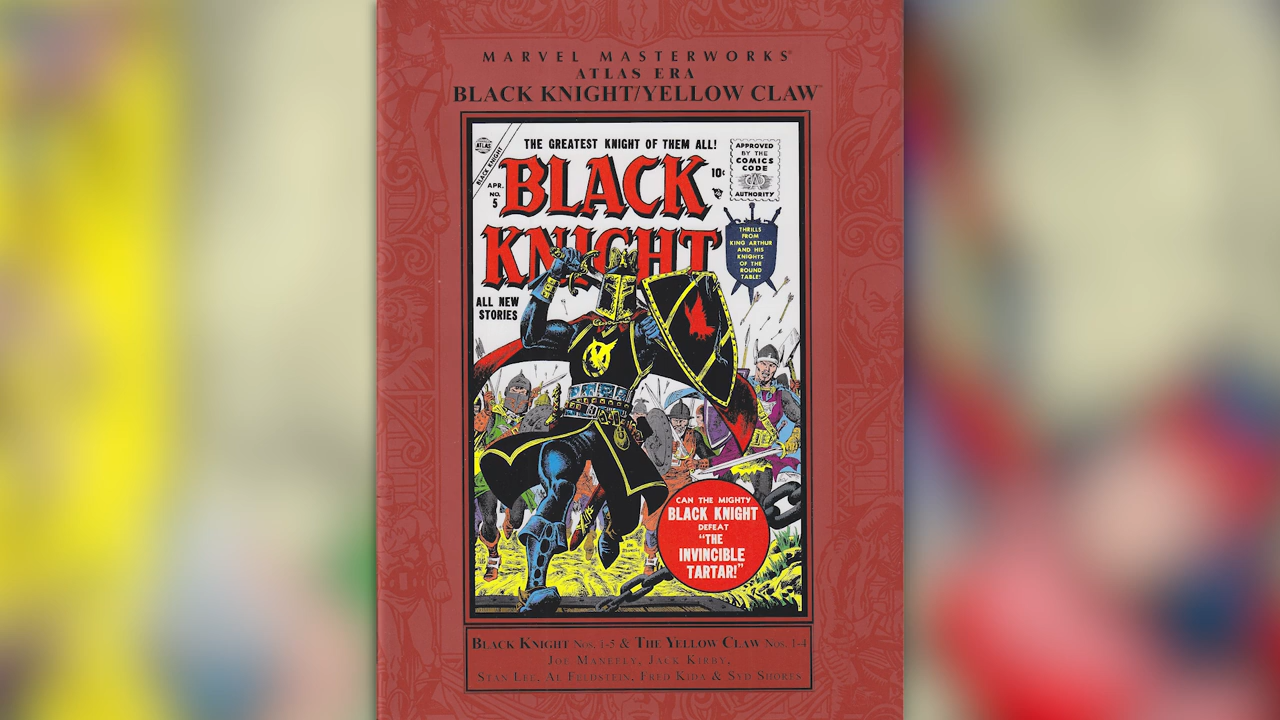 MARVEL MASTERWORKS
ATLAS ERA
BLACK KNIGHT/YELLOW CLAW™
ATLAS
BLACK KNIGHT
THE GREATEST KNIGHT OF THEM ALL!
APR.
NO.
5
BLACK
KNIGHT
10¢
APPROVED
BY THE
COMICS
CODE
AUTHORITY
THRILLS
FROM
KING ARTHUR
AND HIS
KNIGHTS
OF THE
ROUND
TABLE!
ALL NEW
STORIES
CAN THE MIGHTY
BLACK KNIGHT
DEFEAT
"THE
INVINCIBLE
TARTAR!"
BLACK KNIGHT NOS. 1-5 & THE YELLOW CLAW NOS. 1-4
JOE MANEELY, JACK KIRBY,
STAN LEE, AL FELDSTEIN, FRED KIDA & SYD SHORES